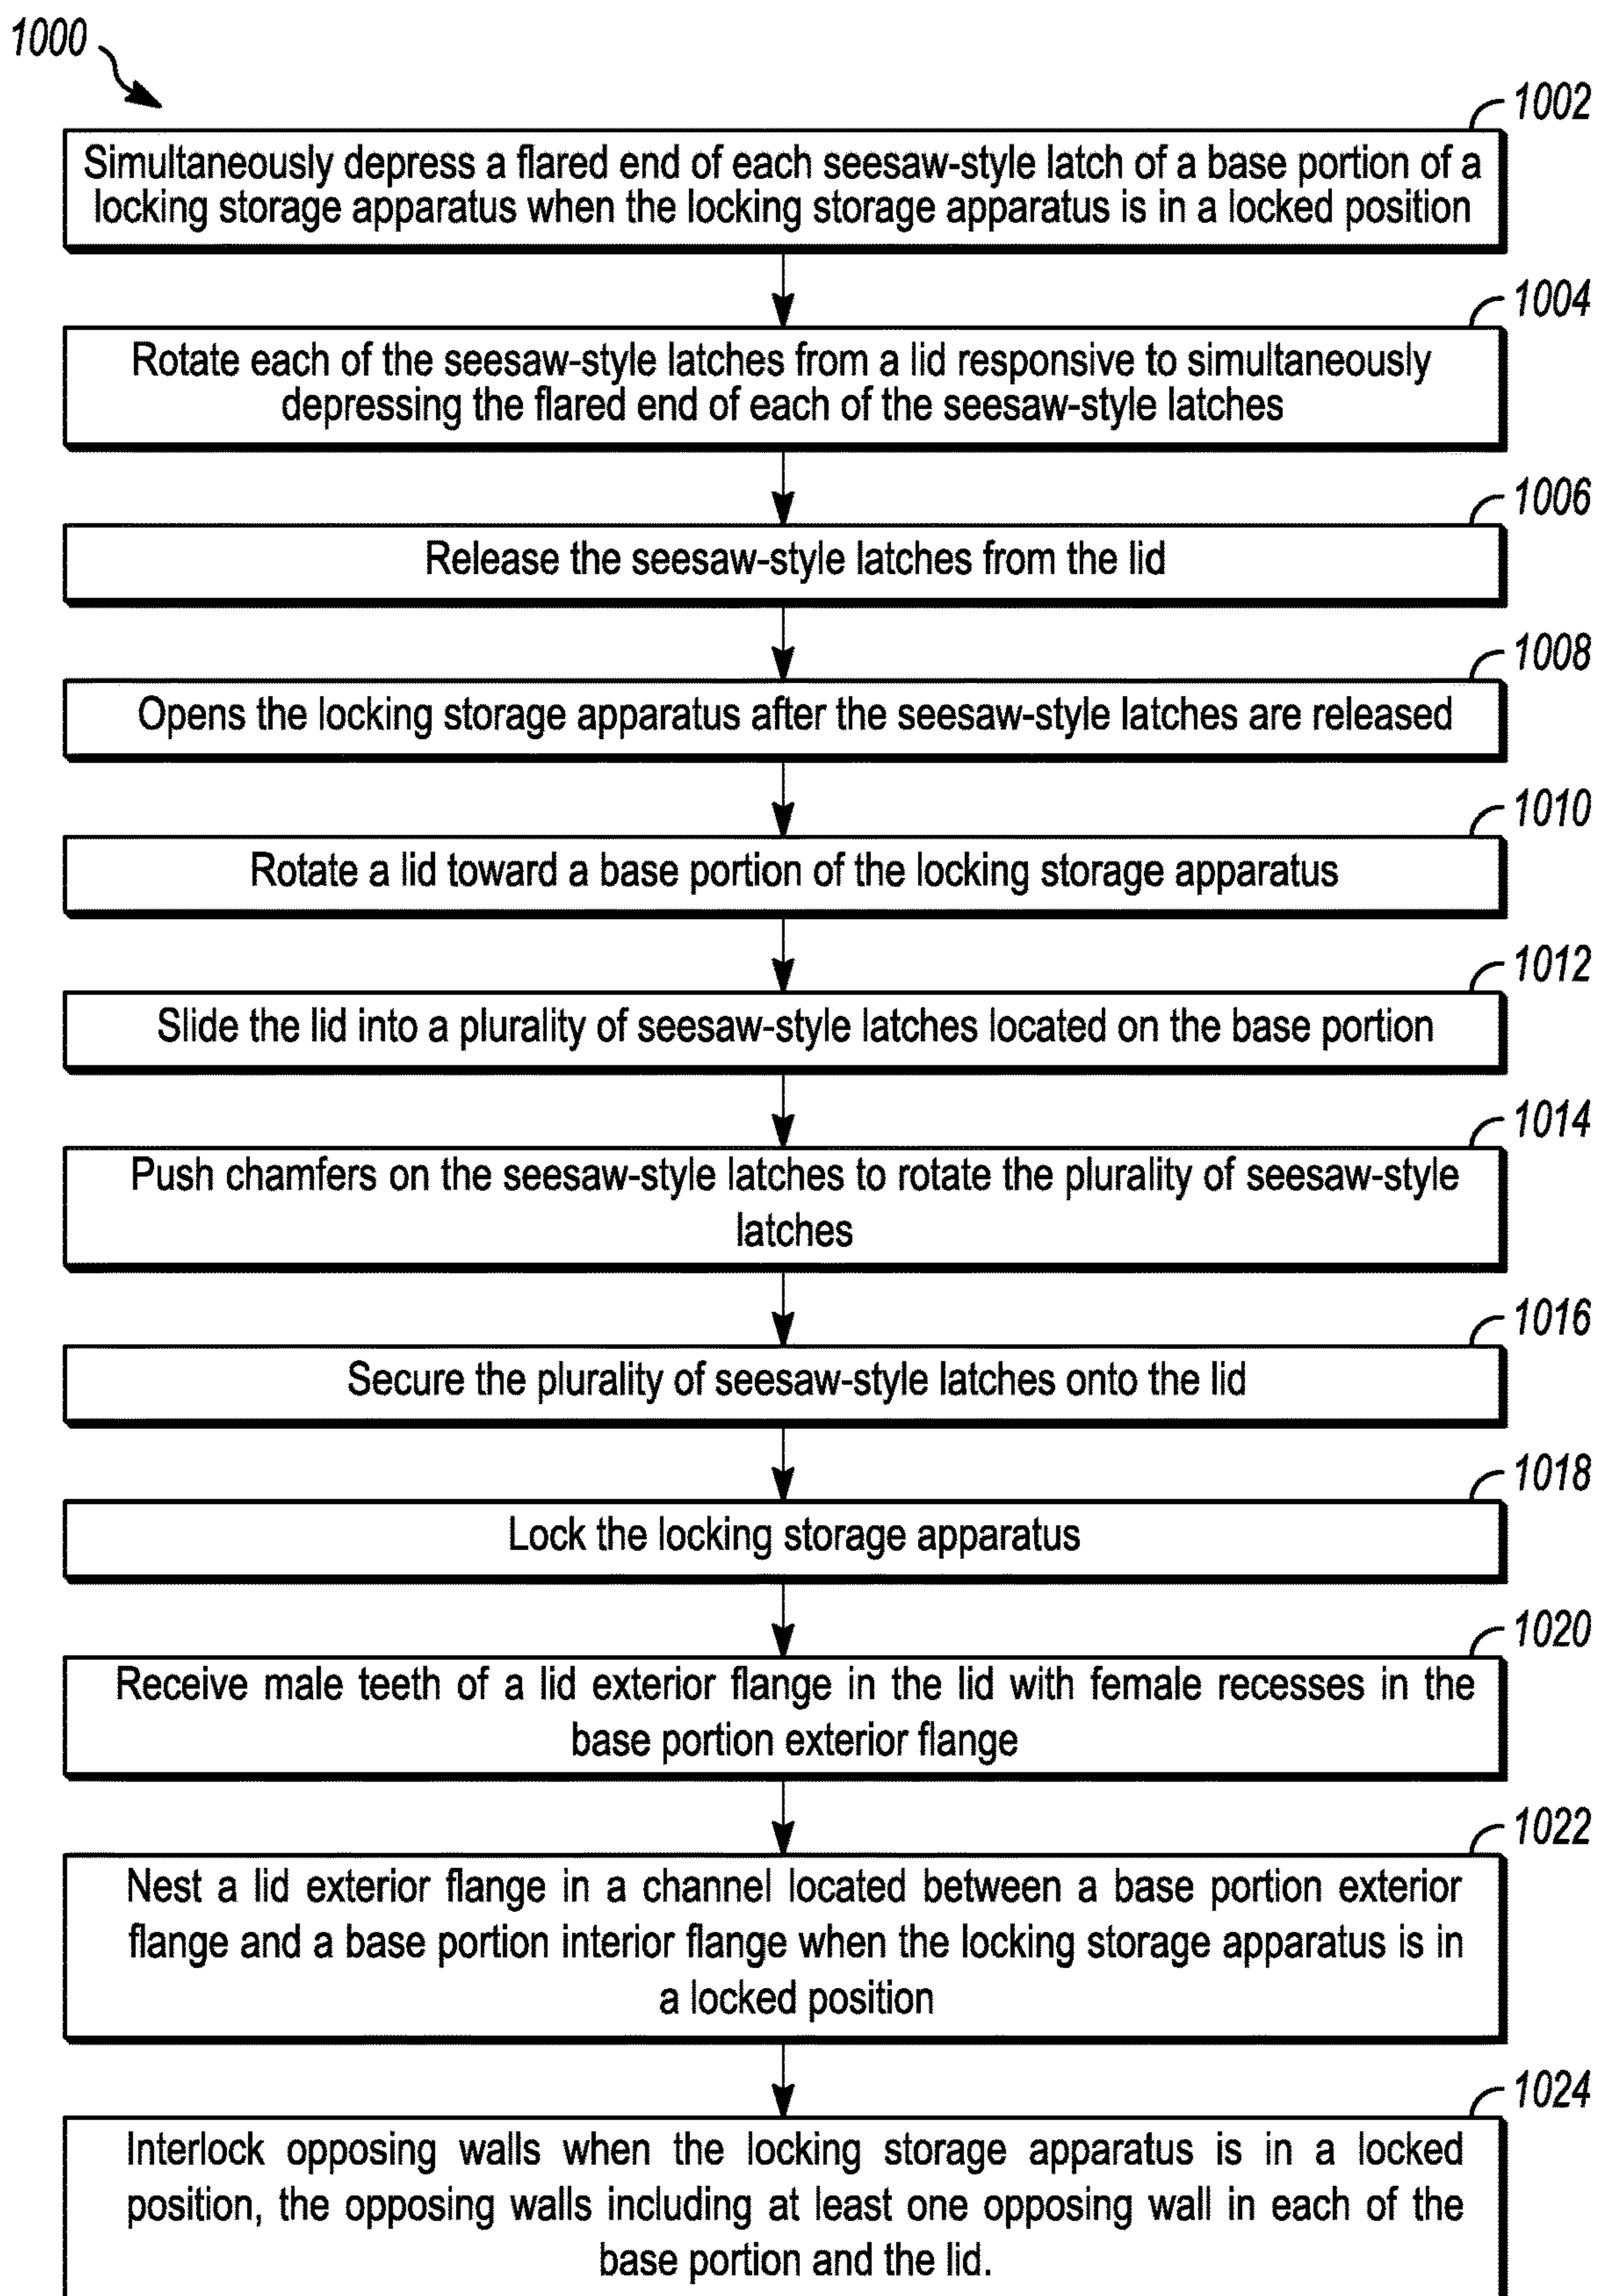 1000
1002
Simultaneously depress a flared end of each seesaw-style latch of a base portion of a
locking storage apparatus when the locking storage apparatus is in a locked position
1004
Rotate each of the seesaw-style latches from a lid responsive to simultaneously
depressing the flared end of each of the seesaw-style latches
1006
Release the seesaw-style latches from the lid
1008
Opens the locking storage apparatus after the seesaw-style latches are released
1010
Rotate a lid toward a base portion of the locking storage apparatus
1012
Slide the lid into a plurality of seesaw-style latches located on the base portion
1014
Push chamfers on the seesaw-style latches to rotate the plurality of seesaw-style
latches
1016
Secure the plurality of seesaw-style latches onto the lid
1018
Lock the locking storage apparatus
1020
Receive male teeth of a lid exterior flange in the lid with female recesses in the
base portion exterior flange
1022
Nest a lid exterior flange in a channel located between a base portion exterior
flange and a base portion interior flange when the locking storage apparatus is in
a locked position
1024
Interlock opposing walls when the locking storage apparatus is in a locked
position, the opposing walls including at least one opposing wall in each of the
base portion and the lid.